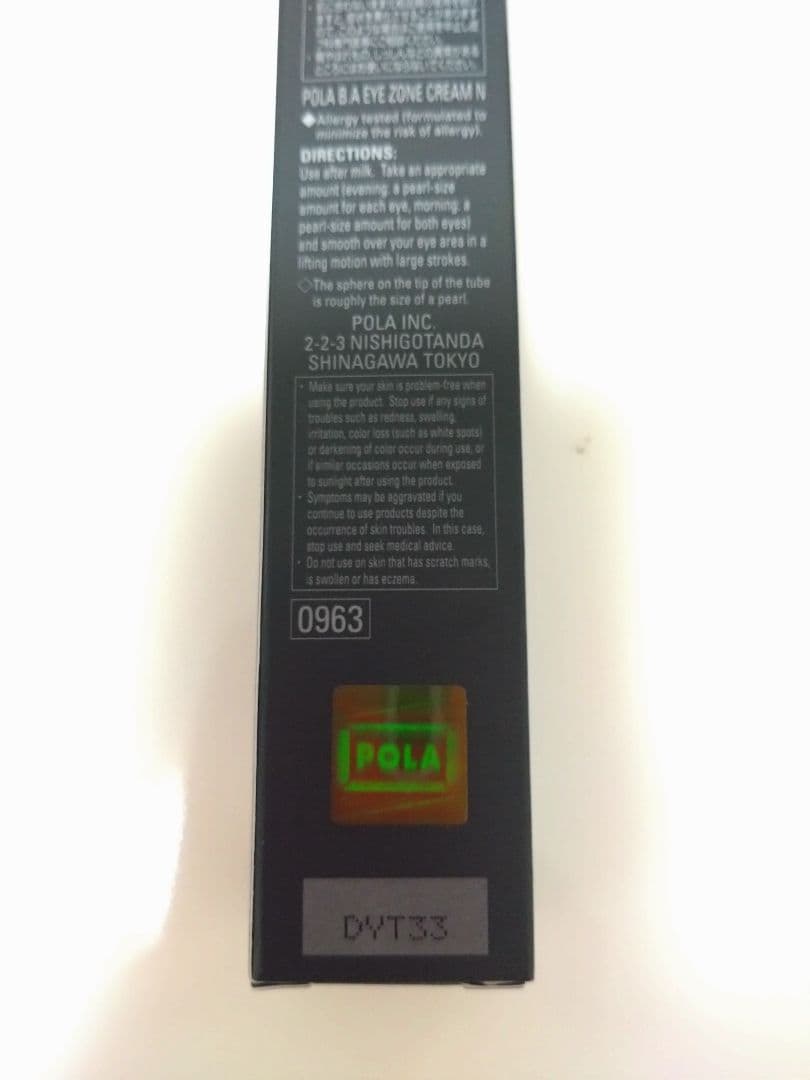 POLA B.A EYE ZONE CREAM N
◆Allergy tested (formulated to
minimize the risk of allergy).
DIRECTIONS:
Use after milk. Take an appropriate
amount (evening: a pearl-size
amount for each eye, morning: a
pearl-size amount for both eyes)
and smooth over your eye area in a
lifting motion with large strokes.
◇The sphere on the tip of the tube
is roughly the size of a pearl.
POLA INC.
2-2-3 NISHIGOTANDA
SHINAGAWA TOKYO
・Make sure your skin is problem-free when
using the product. Stop use if any signs of
troubles such as redness, swelling,
irritation, color loss (such as white spots)
or darkening of color occur during use, or
if similar occasions occur when exposed
to sunlight after using the product.
・Symptoms may be aggravated if you
continue to use products despite the
occurrence of skin troubles. In this case,
stop use and seek medical advice.
・Do not use on skin that has scratch marks,
is swollen or has eczema.
0963
POLA
DYT33